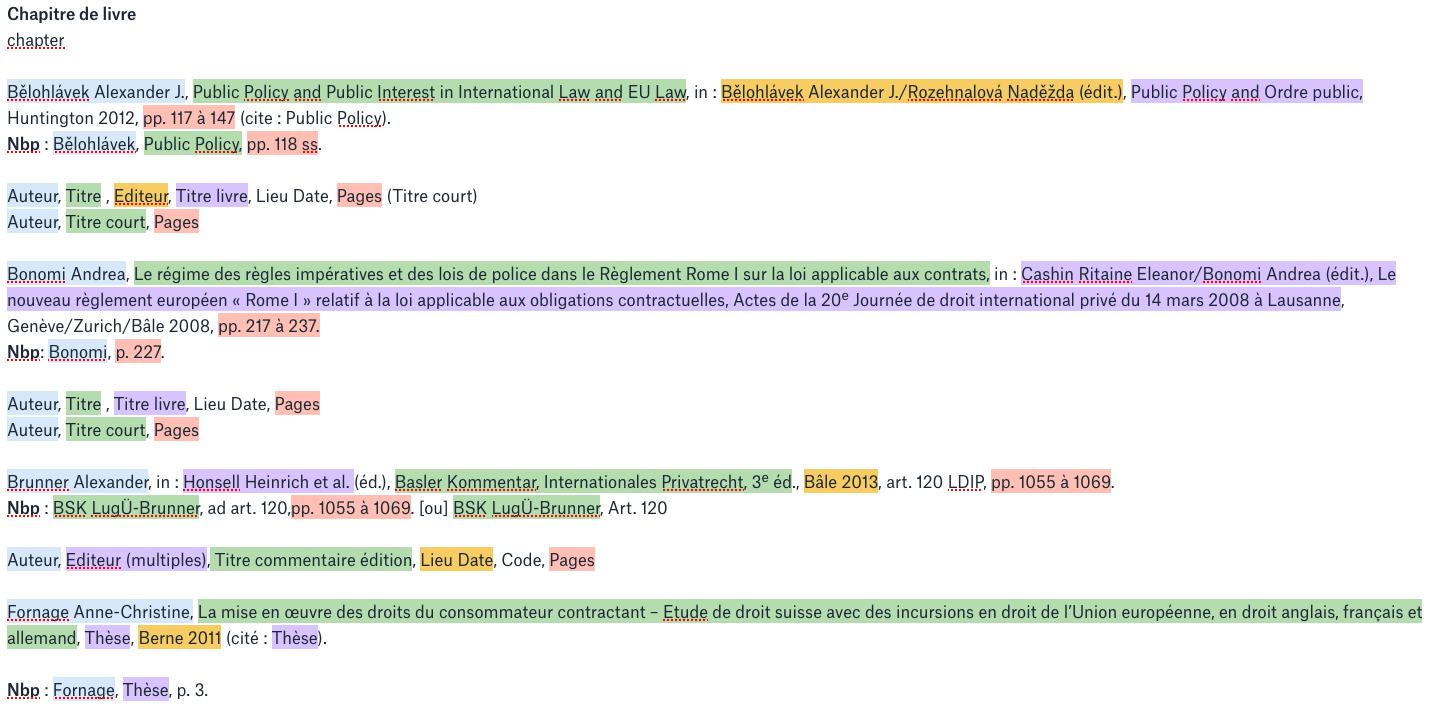 Chapitre de livre
chapter
Bělohlávek Alexander J., Public Policy and Public Interest in International Law and EU Law, in : Bělohlávek Alexander J./Rozehnalová Naděžda (édit.), Public Policy and Ordre public,
Huntington 2012, pp. 117 à 147 (cite : Public Policy).
Nbp : Bělohlávek, Public Policy, pp. 118 ss.
Auteur, Titre , Editeur, Titre livre, Lieu Date, Pages (Titre court)
Auteur, Titre court, Pages
Bonomi Andrea, Le régime des règles impératives et des lois de police dans le Règlement Rome I sur la loi applicable aux contrats, in : Cashin Ritaine Eleanor/Bonomi Andrea (édit.), Le
nouveau règlement européen « Rome I » relatif à la loi applicable aux obligations contractuelles, Actes de la 20e Journée de droit international privé du 14 mars 2008 à Lausanne,
Genève/Zurich/Bâle 2008, pp. 217 à 237.
Nbp: Bonomi, p. 227.
Auteur, Titre , Titre livre, Lieu Date, Pages
Auteur, Titre court, Pages
Brunner Alexander, in : Honsell Heinrich et al. (éd.), Basler Kommentar, Internationales Privatrecht, 3e éd., Bâle 2013, art. 120 LDIP, pp. 1055 à 1069.
Nbp : BSK LugÜ-Brunner, ad art. 120,pp. 1055 à 1069. [ou] BSK LugÜ-Brunner, Art. 120
Auteur, Editeur (multiples), Titre commentaire édition, Lieu Date, Code, Pages
Fornage Anne-Christine, La mise en œuvre des droits du consommateur contractant – Etude de droit suisse avec des incursions en droit de l’Union européenne, en droit anglais, français et
allemand, Thèse, Berne 2011 (cité : Thèse).
Nbp : Fornage, Thèse, p. 3.